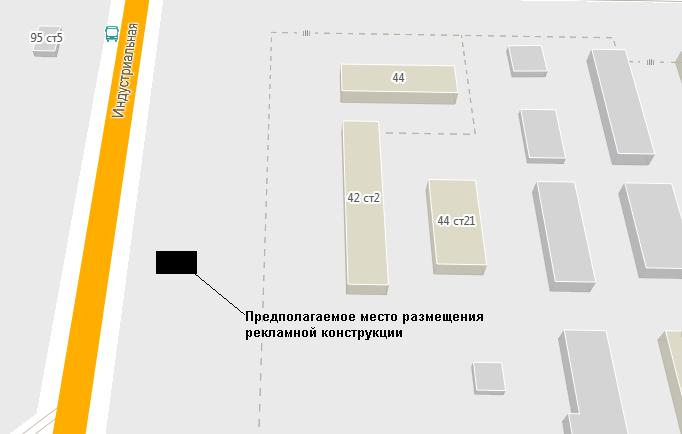 95 ст5
Индустриальная
44
42 ст2
44 ст21
Предполагаемое место размещения
рекламной конструкции